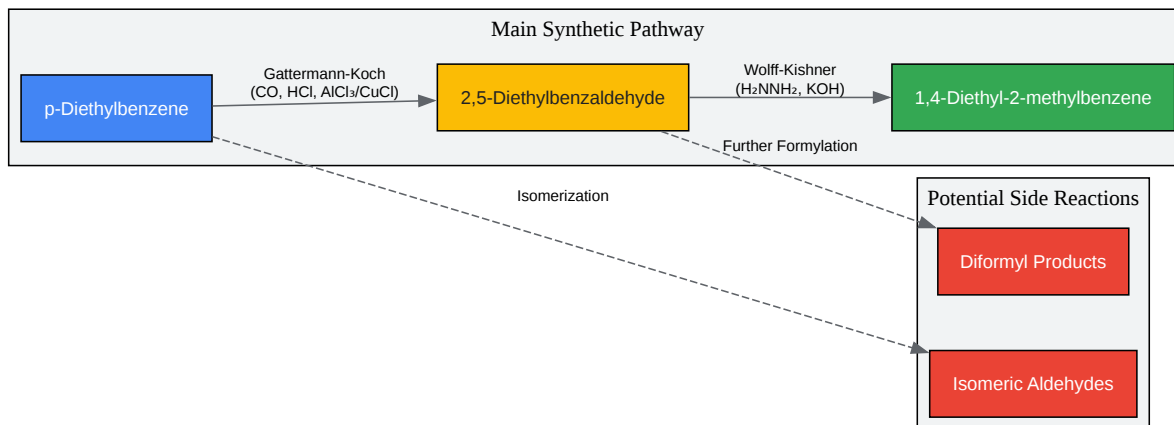 Main Synthetic Pathway
p-Diethylbenzene
Gattermann-Koch
(CO, HCl, AlCl₃/CuCl)
2,5-Diethylbenzaldehyde
Wolff-Kishner
(H₂NNH₂, KOH)
1,4-Diethyl-2-methylbenzene
Further Formylation
Isomerization
Potential Side Reactions
Diformyl Products
Isomeric Aldehydes